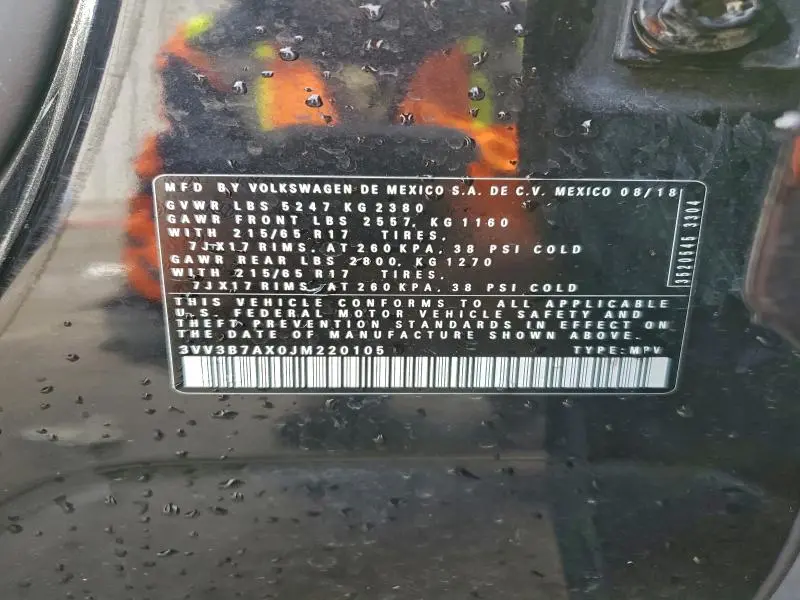 MFD BY VOLKSWAGEN DE MEXICO S.A. DE C.V. MEXICO 08/18
GVWR LBS 5247 KG 2380
GAWR FRONT LBS 2557, KG 1160
WITH 215/65 R17 TIRES,
7JX17 RIMS, AT 260 KPA, 38 PSI COLD
GAWR REAR LBS 2800, KG 1270
WITH 215/65 R17 TIRES,
7JX17 RIMS, AT 260 KPA, 38 PSI COLD
THIS VEHICLE CONFORMS TO ALL APPLICABLE
U.S. FEDERAL MOTOR VEHICLE SAFETY AND
THEFT PREVENTION STANDARDS IN EFFECT ON
THE DATE OF MANUFACTURE SHOWN ABOVE.
3VV3B7AX0JM220105 TYPE: MPV
3520545 3304